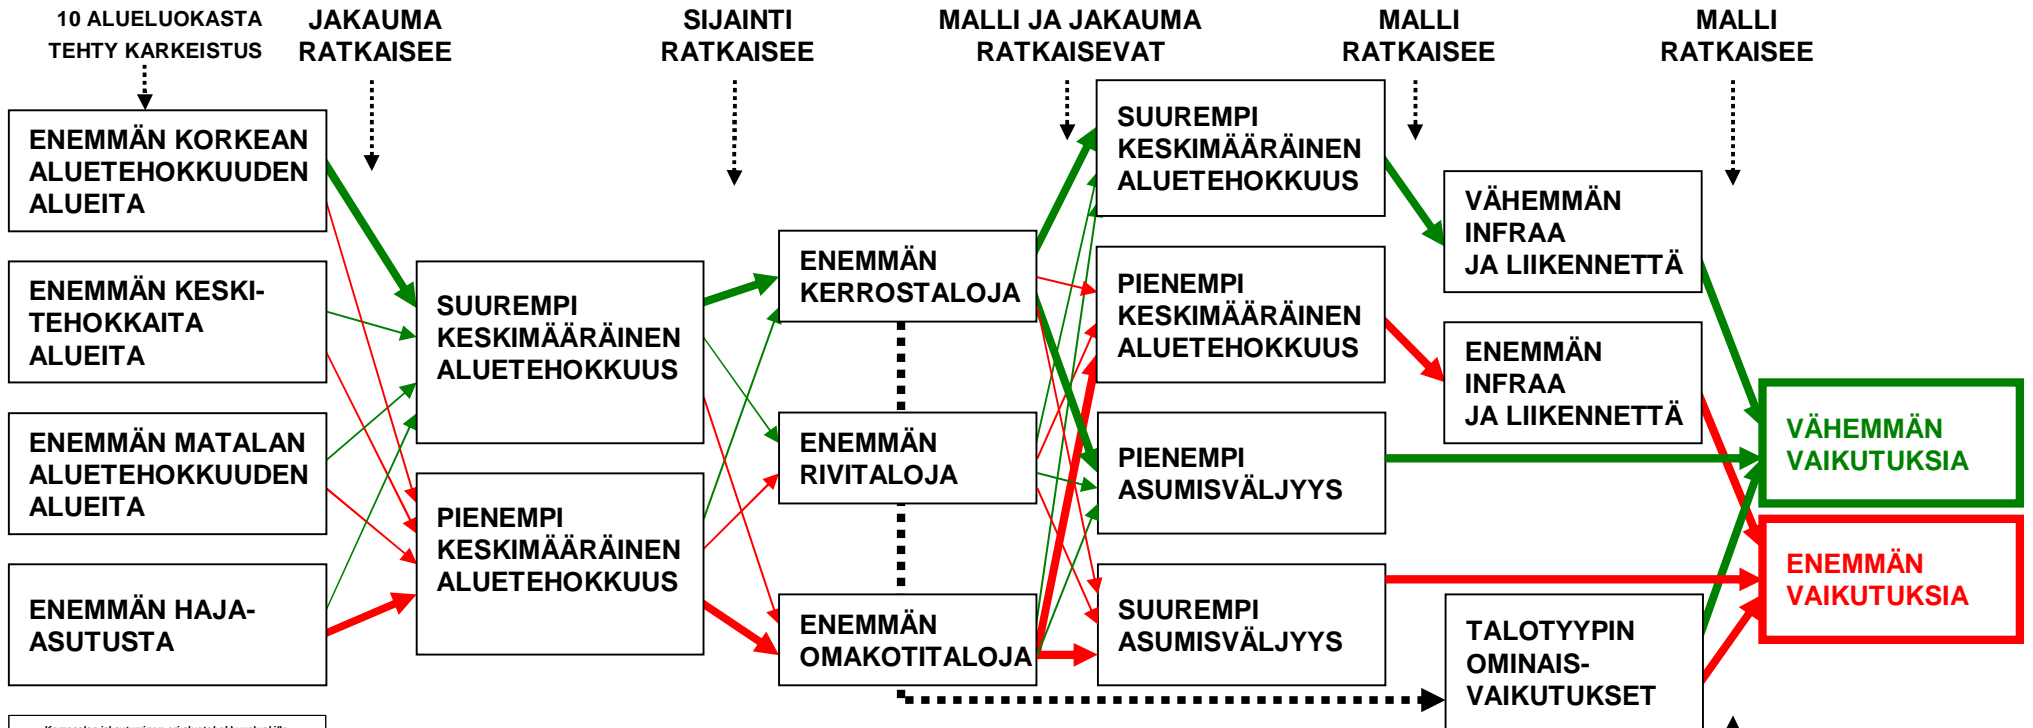 10 ALUELUOKASTA
TEHTY KARKEISTUS
JAKAUMA
RATKAISEE
SIJAINTI
RATKAISEE
MALLI JA JAKAUMA
RATKAISEVAT
MALLI
RATKAISEE
MALLI
RATKAISEE
ENEMMÄN KORKEAN
ALUETEHOKKUUDEN
ALUEITA
ENEMMÄN KESKI-
TEHOKKAITA
ALUEITA
ENEMMÄN MATALAN
ALUETEHOKKUUDEN
ALUEITA
ENEMMÄN HAJA-
ASUTUSTA
SUUREMPI
KESKIMÄÄRÄINEN
ALUETEHOKKUUS
PIENEMPI
KESKIMÄÄRÄINEN
ALUETEHOKKUUS
ENEMMÄN
KERROSTALOJA
ENEMMÄN
RIVITALOJA
ENEMMÄN
OMAKOTITALOJA
SUUREMPI
KESKIMÄÄRÄINEN
ALUETEHOKKUUS
PIENEMPI
KESKIMÄÄRÄINEN
ALUETEHOKKUUS
PIENEMPI
ASUMISVÄLJYYS
SUUREMPI
ASUMISVÄLJYYS
VÄHEMMÄN
INFRAA
JA LIIKENNETTÄ
ENEMMÄN
INFRAA
JA LIIKENNETTÄ
TALOTYYPIN
OMINAIS-
VAIKUTUKSET
VÄHEMMÄN
VAIKUTUKSIA
ENEMMÄN
VAIKUTUKSIA